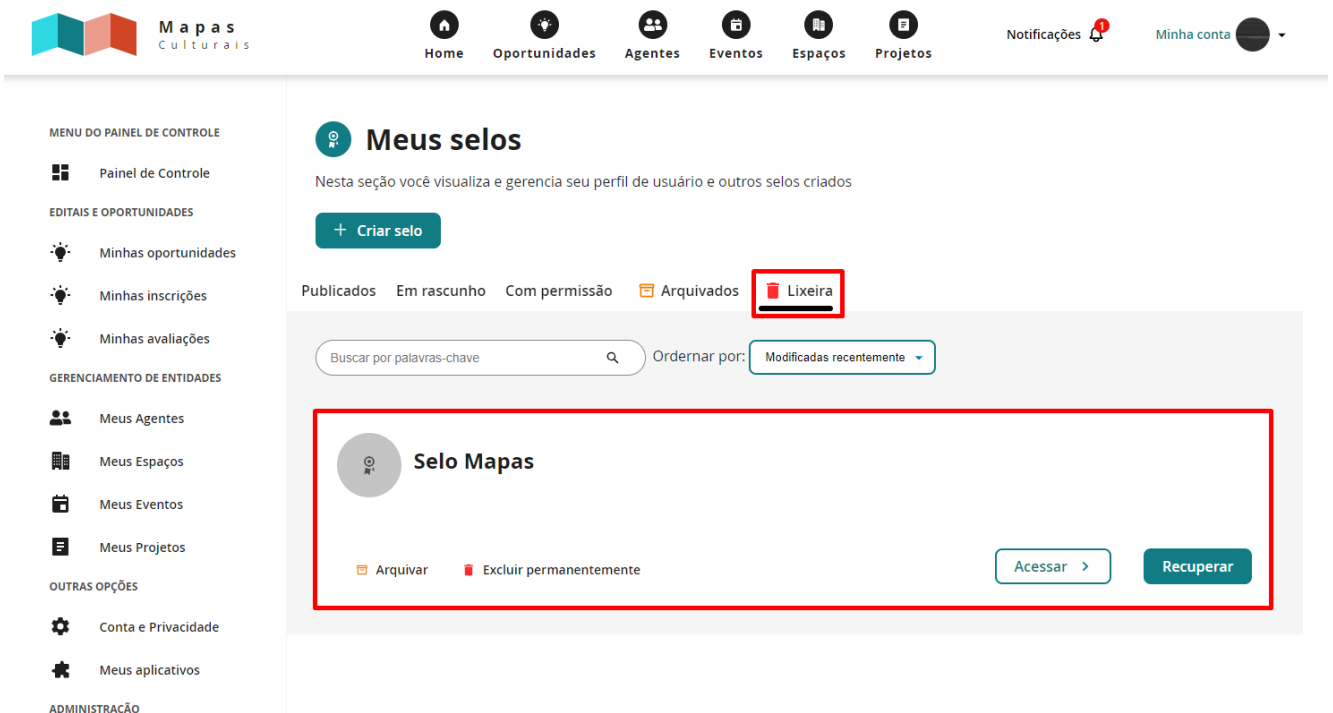 Mapas
Culturais
Home
Oportunidades
Agentes
Eventos
Espaços
Projetos
Notificações
1
Minha conta
MENU DO PAINEL DE CONTROLE
Painel de Controle
EDITAIS E OPORTUNIDADES
Minhas oportunidades
Minhas inscrições
Minhas avaliações
GERENCIAMENTO DE ENTIDADES
Meus Agentes
Meus Espaços
Meus Eventos
Meus Projetos
OUTRAS OPÇÕES
Conta e Privacidade
Meus aplicativos
ADMINISTRAÇÃO
Meus selos
Nesta seção você visualiza e gerencia seu perfil de usuário e outros selos criados
+ Criar selo
Publicados
Em rascunho
Com permissão
Arquivados
Lixeira
Buscar por palavras-chave
Ordernar por:
Modificadas recentemente
Selo Mapas
Arquivar
Excluir permanentemente
Acessar
Recuperar